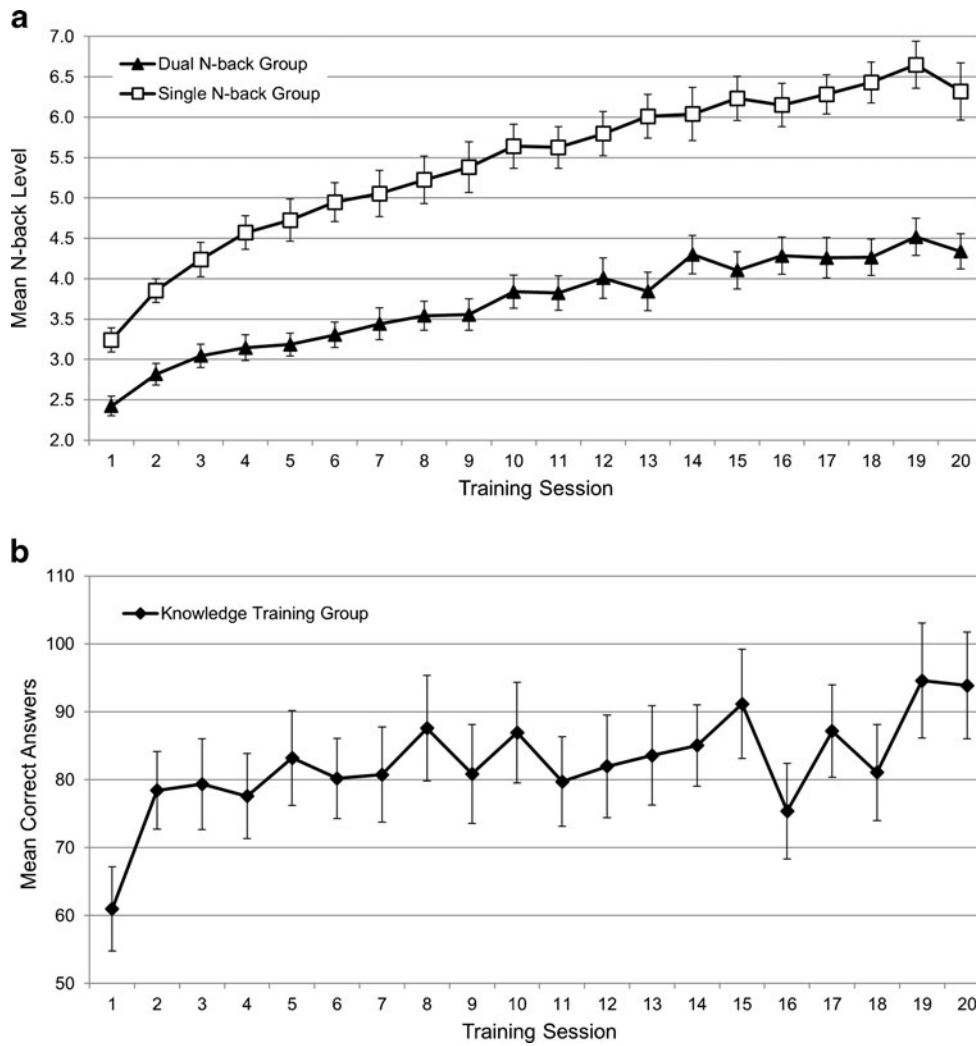 a
7.0
6.5
6.0
5.5
5.0
4.5
4.0
3.5
3.0
2.5
2.0
Mean N-back Level
Dual N-back Group
Single N-back Group
1 2 3 4 5 6 7 8 9 10 11 12 13 14 15 16 17 18 19 20
Training Session
b
110
100
90
80
70
60
50
Mean Correct Answers
Knowledge Training Group
1 2 3 4 5 6 7 8 9 10 11 12 13 14 15 16 17 18 19 20
Training Session